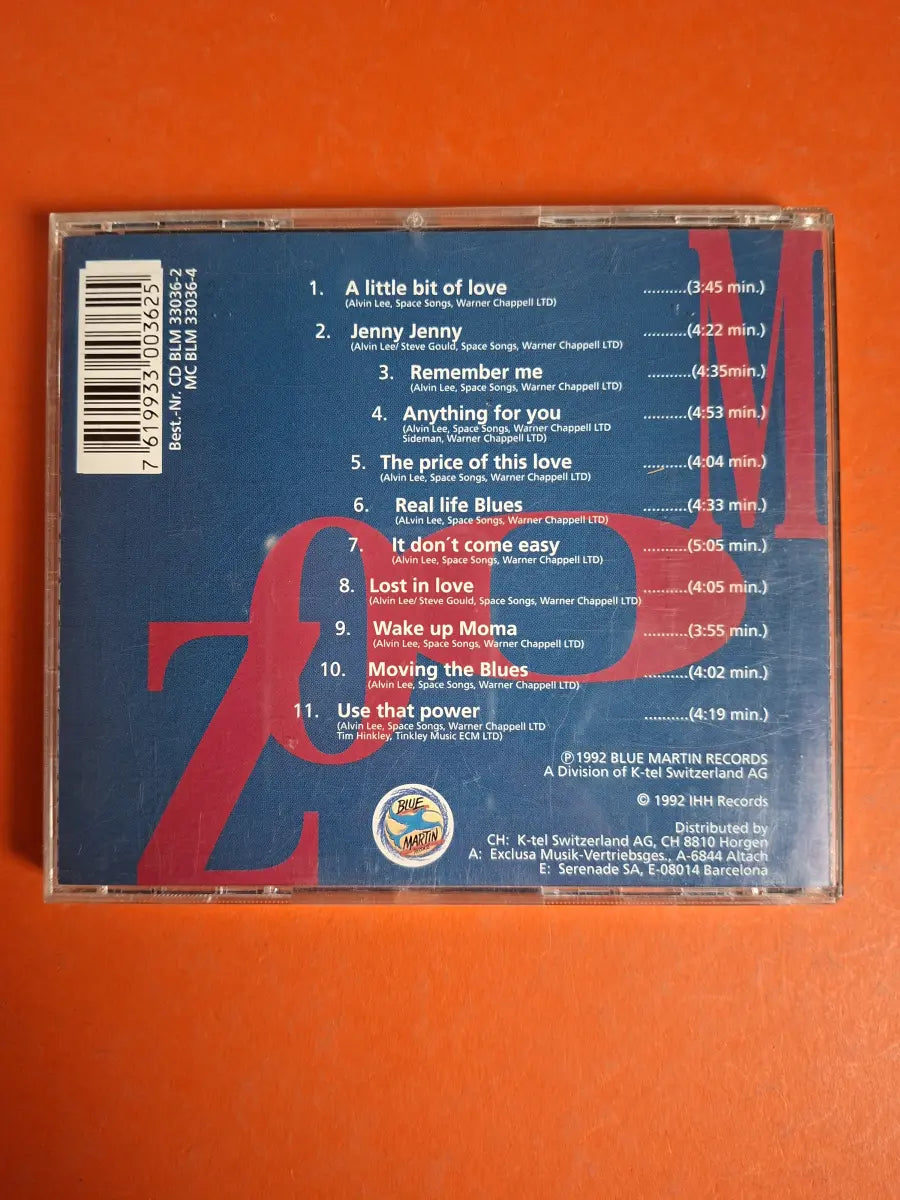 7 619933 003625
Best.-Nr. CD BLM 33036-2
MC BLM 33036-4
ZOOM
1. A little bit of love ..........(3:45 min.)
(Alvin Lee, Space Songs, Warner Chappell LTD)
2. Jenny Jenny ..........(4:22 min.)
(Alvin Lee/ Steve Gould, Space Songs, Warner Chappell LTD)
3. Remember me ..........(4:35min.)
(Alvin Lee, Space Songs, Warner Chappell LTD)
4. Anything for you ..........(4:53 min.)
(Alvin Lee, Space Songs, Warner Chappell LTD
Sideman, Warner Chappell LTD)
5. The price of this love ..........(4:04 min.)
(Alvin Lee, Space Songs, Warner Chappell LTD)
6. Real life Blues ..........(4:33 min.)
(ALvin Lee, Space Songs, Warner Chappell LTD)
7. It don´t come easy ..........(5:05 min.)
(Alvin Lee, Space Songs, Warner Chappell LTD)
8. Lost in love ..........(4:05 min.)
(Alvin Lee/ Steve Gould, Space Songs, Warner Chappell LTD)
9. Wake up Moma ..........(3:55 min.)
(Alvin Lee, Space Songs, Warner Chappell LTD)
10. Moving the Blues ..........(4:02 min.)
(Alvin Lee, Space Songs, Warner Chappell LTD)
11. Use that power ..........(4:19 min.)
(Alvin Lee, Space Songs, Warner Chappell LTD
Tim Hinkley, Tinkley Music ECM LTD)
℗1992 BLUE MARTIN RECORDS
A Division of K-tel Switzerland AG
© 1992 IHH Records
BLUE
MARTIN
Distributed by
CH: K-tel Switzerland AG, CH 8810 Horgen
A: Exclusa Musik-Vertriebsges., A-6844 Altach
E: Serenade SA, E-08014 Barcelona